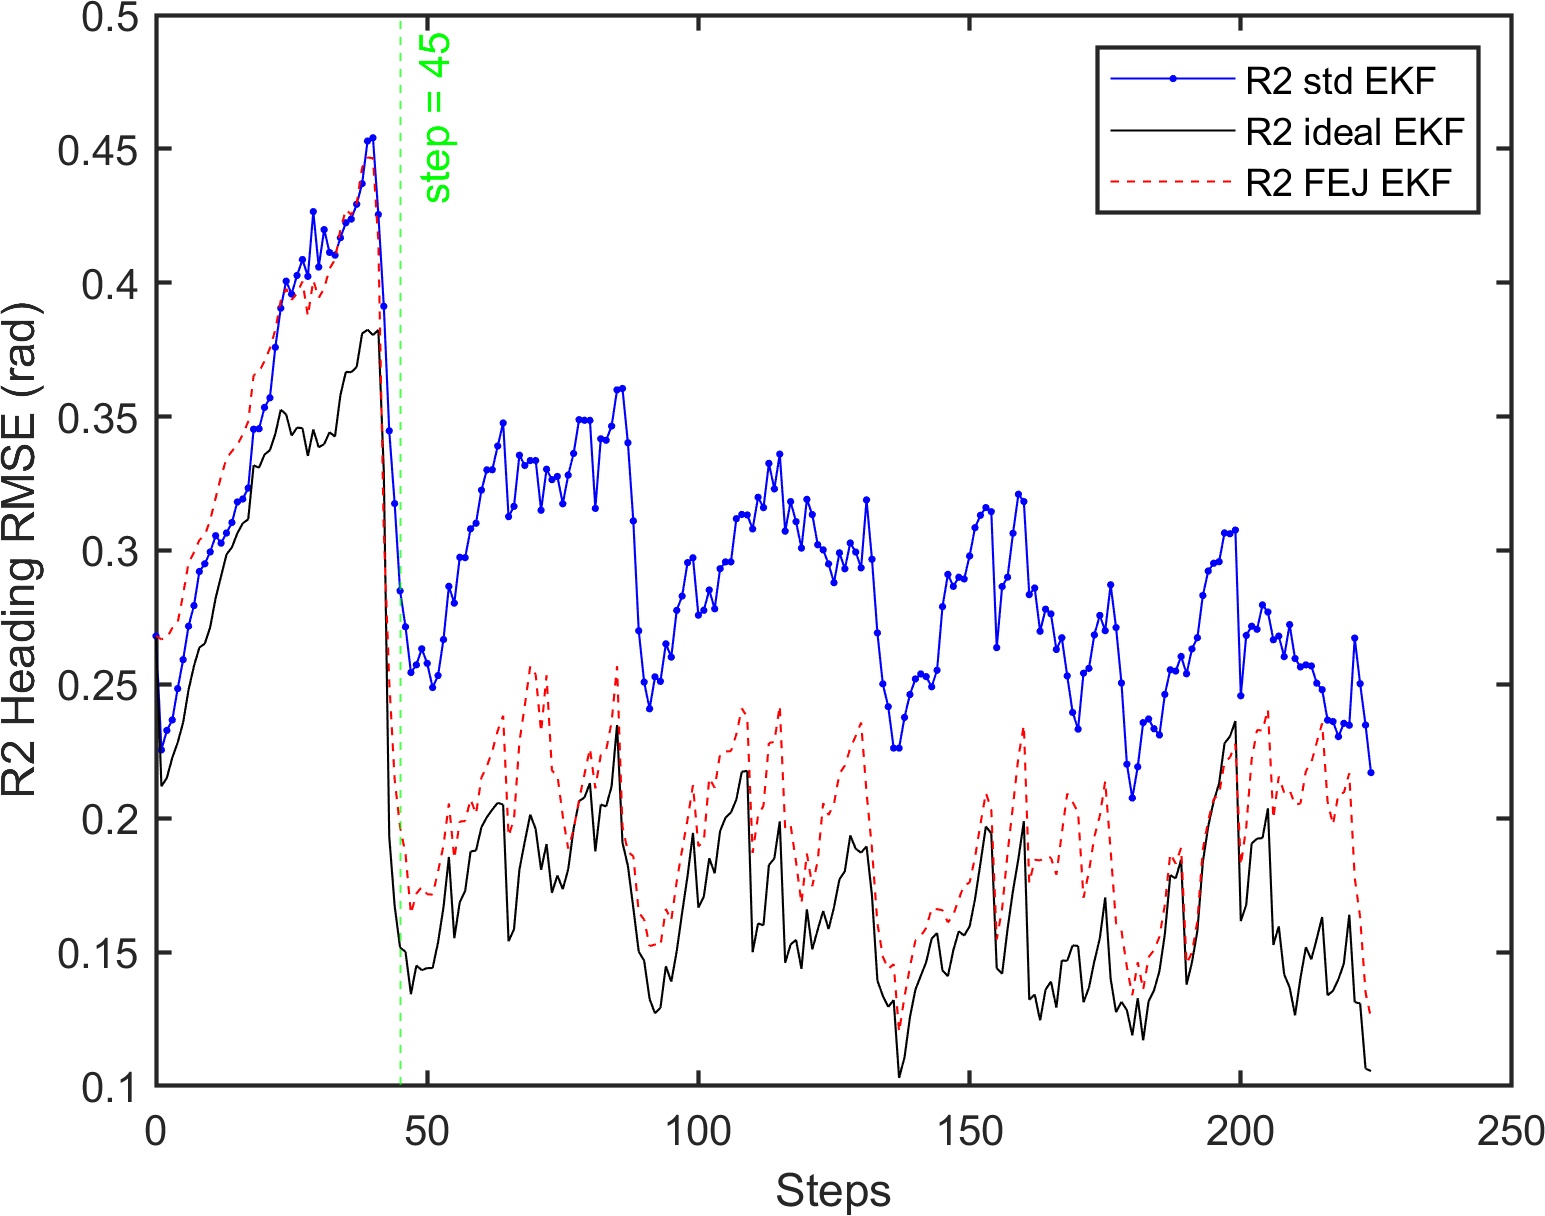 0.5
0.45
0.4
0.35
0.3
0.25
0.2
0.15
0.1
R2 Heading RMSE (rad)
step = 45
R2 std EKF
R2 ideal EKF
R2 FEJ EKF
0 50 100 150 200 250
Steps